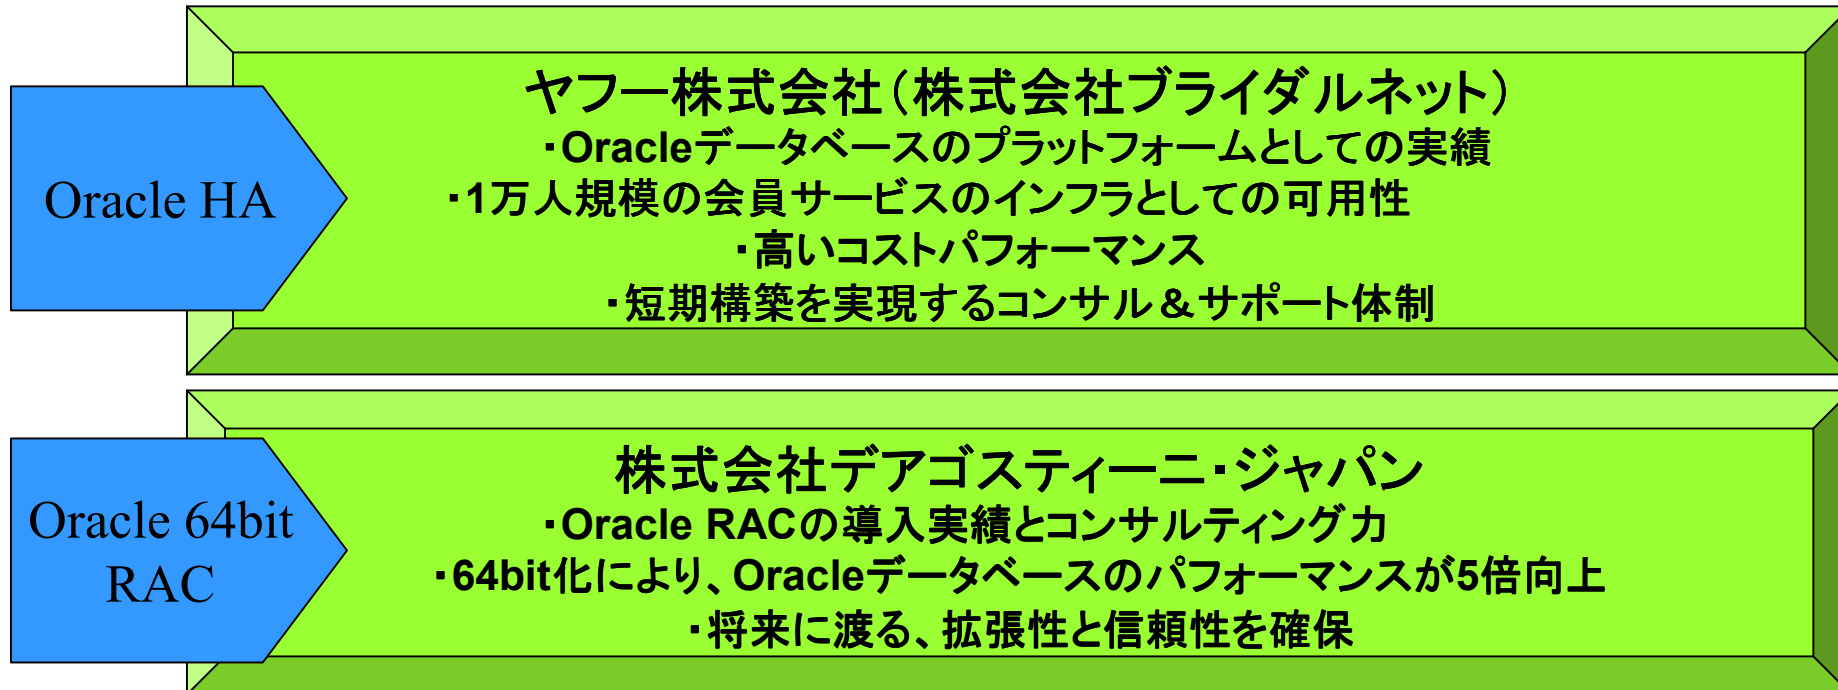 Oracle HA
ヤフー株式会社（株式会社ブライダルネット）
・Oracleデータベースのプラットフォームとしての実績
・1万人規模の会員サービスのインフラとしての可用性
・高いコストパフォーマンス
・短期構築を実現するコンサル＆サポート体制
Oracle 64bit
RAC
株式会社デアゴスティーニ・ジャパン
・Oracle RACの導入実績とコンサルティング力
・64bit化により、Oracleデータベースのパフォーマンスが5倍向上
・将来に渡る、拡張性と信頼性を確保